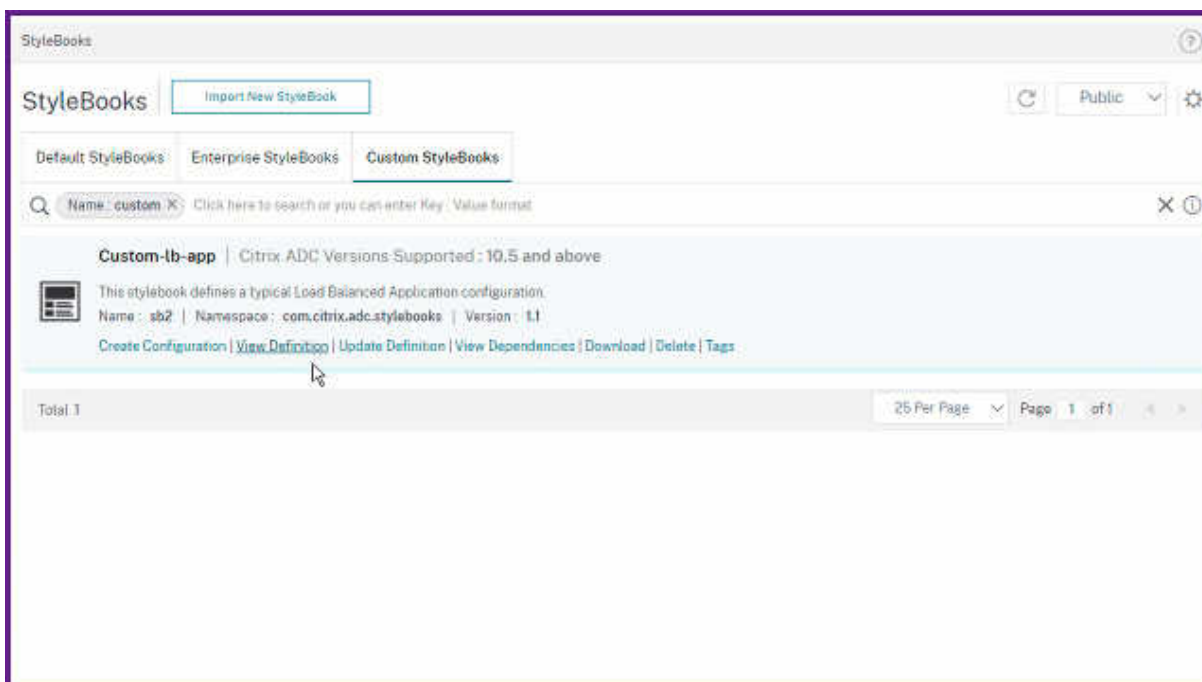 StyleBooks
StyleBooks Import New StyleBook Public
Default StyleBooks Enterprise StyleBooks Custom StyleBooks
Name : custom X Click here to search or you can enter Key : Value format
Custom-lb-app | Citrix ADC Versions Supported : 10.5 and above
This stylebook defines a typical Load Balanced Application configuration.
Name : sb2 | Namespace : com.citrix.adc.stylebooks | Version : 1.1
Create Configuration | View Definition | Update Definition | View Dependencies | Download | Delete | Tags
Total 1 25 Per Page Page 1 of 1